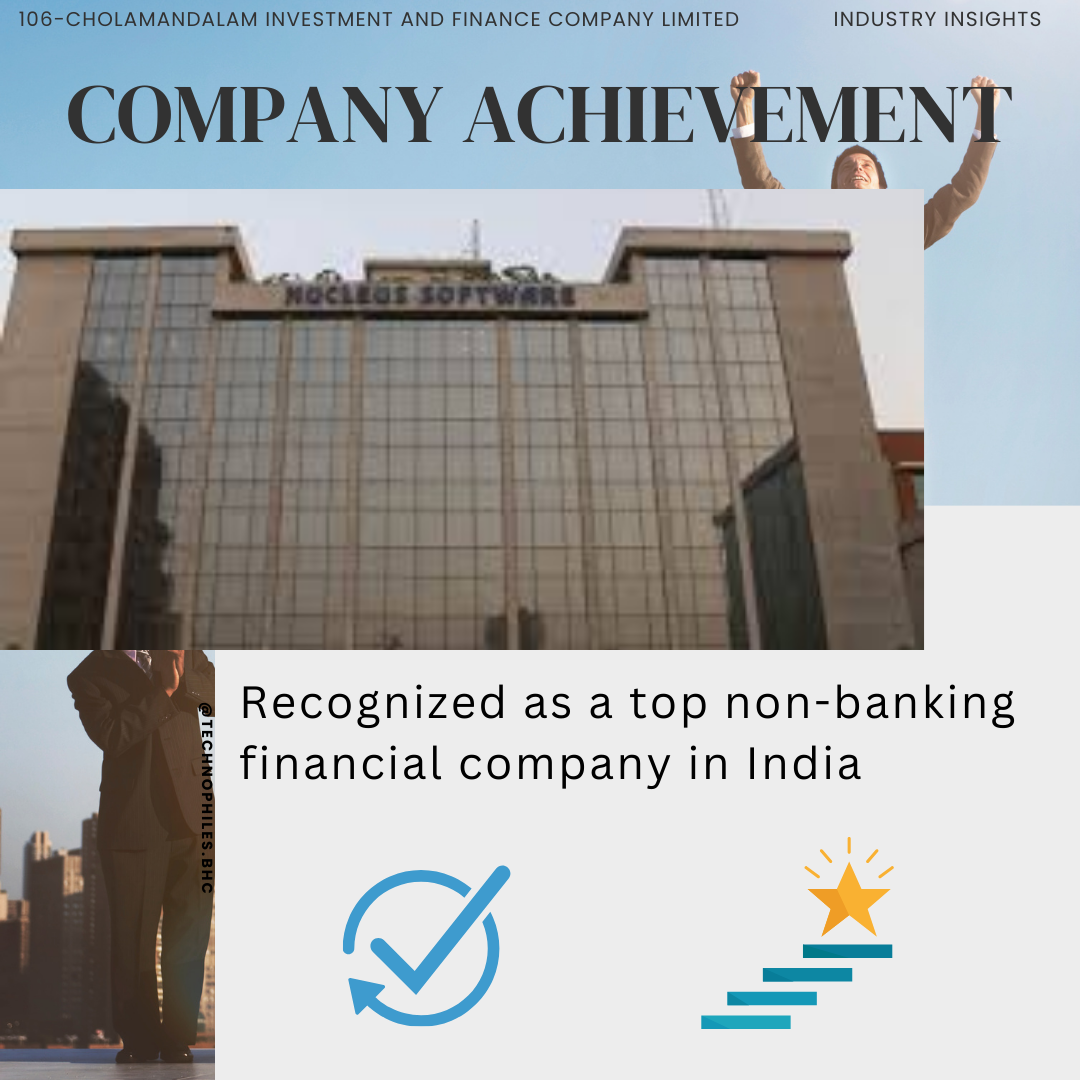 106-CHOLAMANDALAM INVESTMENT AND FINANCE COMPANY LIMITED
INDUSTRY INSIGHTS
COMPANY ACHIEVEMENT
NUCLEUS SOFTWARE
Recognized as a top non-banking
financial company in India
@TECHNOPHILES.BHC